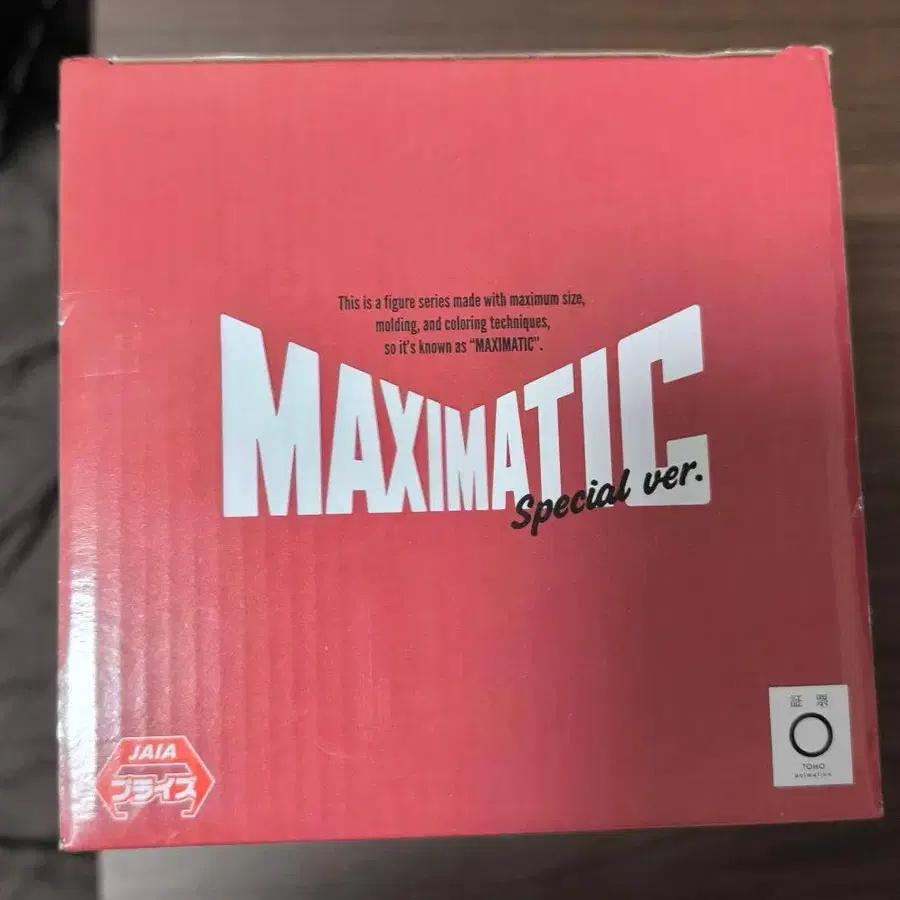 This is a figure series made with maximum size,
molding, and coloring techniques,
so it's known as "MAXIMATIC".
MAXIMATIC
Special ver.
JAIA
プライズ
証 票
TOHO
animation